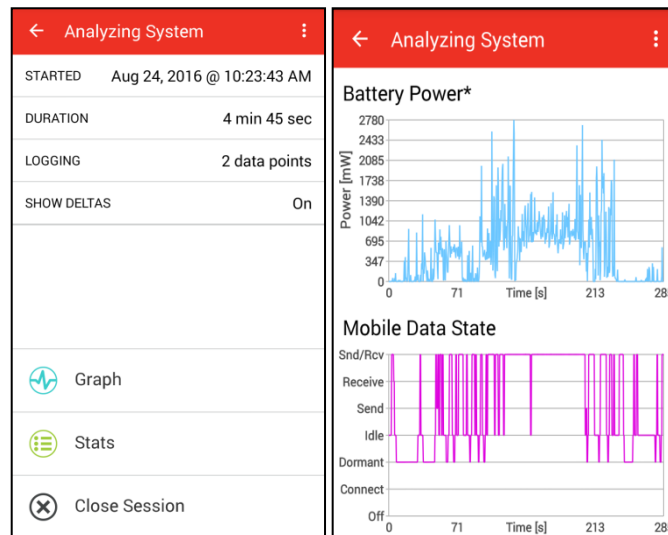 Analyzing System
STARTED Aug 24, 2016 @ 10:23:43 AM
DURATION 4 min 45 sec
LOGGING 2 data points
SHOW DELTAS On
Graph
Stats
Close Session
Analyzing System
Battery Power*
Power [mW]
2780
2433
2085
1738
1390
1042
695
347
0
0 71 Time [s] 213 28
Mobile Data State
Snd/Rcv
Receive
Send
Idle
Dormant
Connect
Off
0 71 Time [s] 213 28